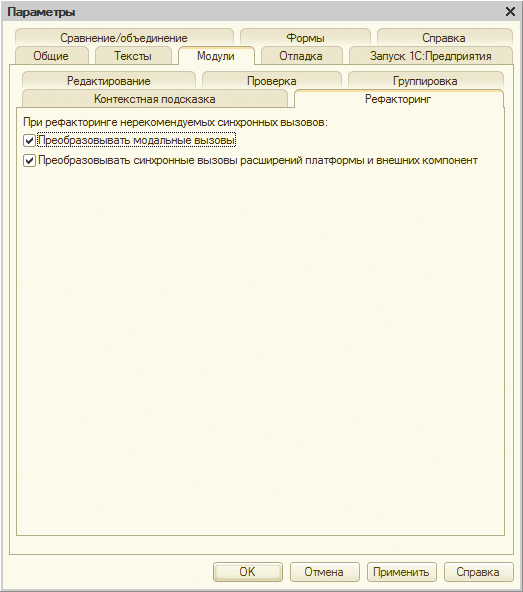 Параметры
Сравнение/объединение Формы Справка
Общие Тексты Модули Отладка Запуск 1С:Предприятия
Редактирование Проверка Группировка
Контекстная подсказка Рефакторинг
При рефакторинге нерекомендуемых синхронных вызовов:
Преобразовывать модальные вызовы
Преобразовывать синхронные вызовы расширений платформы и внешних компонент
OK Отмена Применить Справка